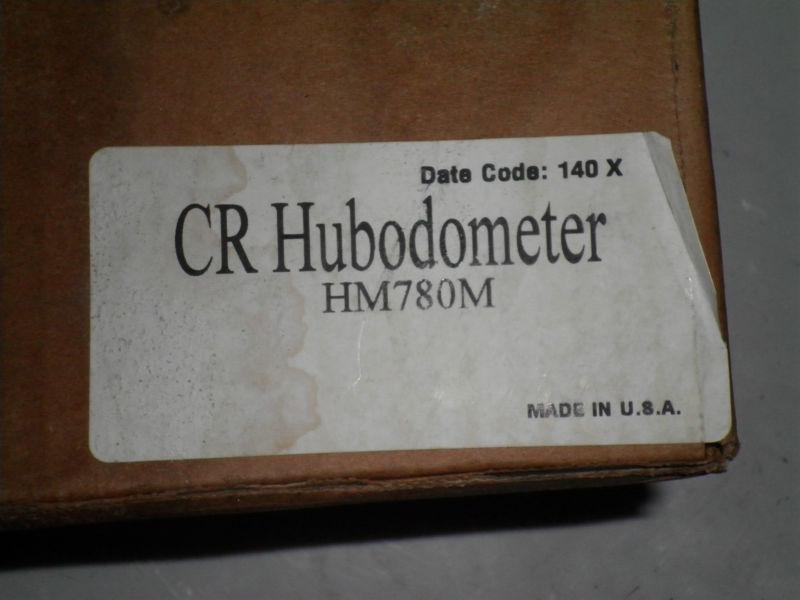 Date Code: 140 X
CR Hubodometer
HM780M
MADE IN U.S.A.